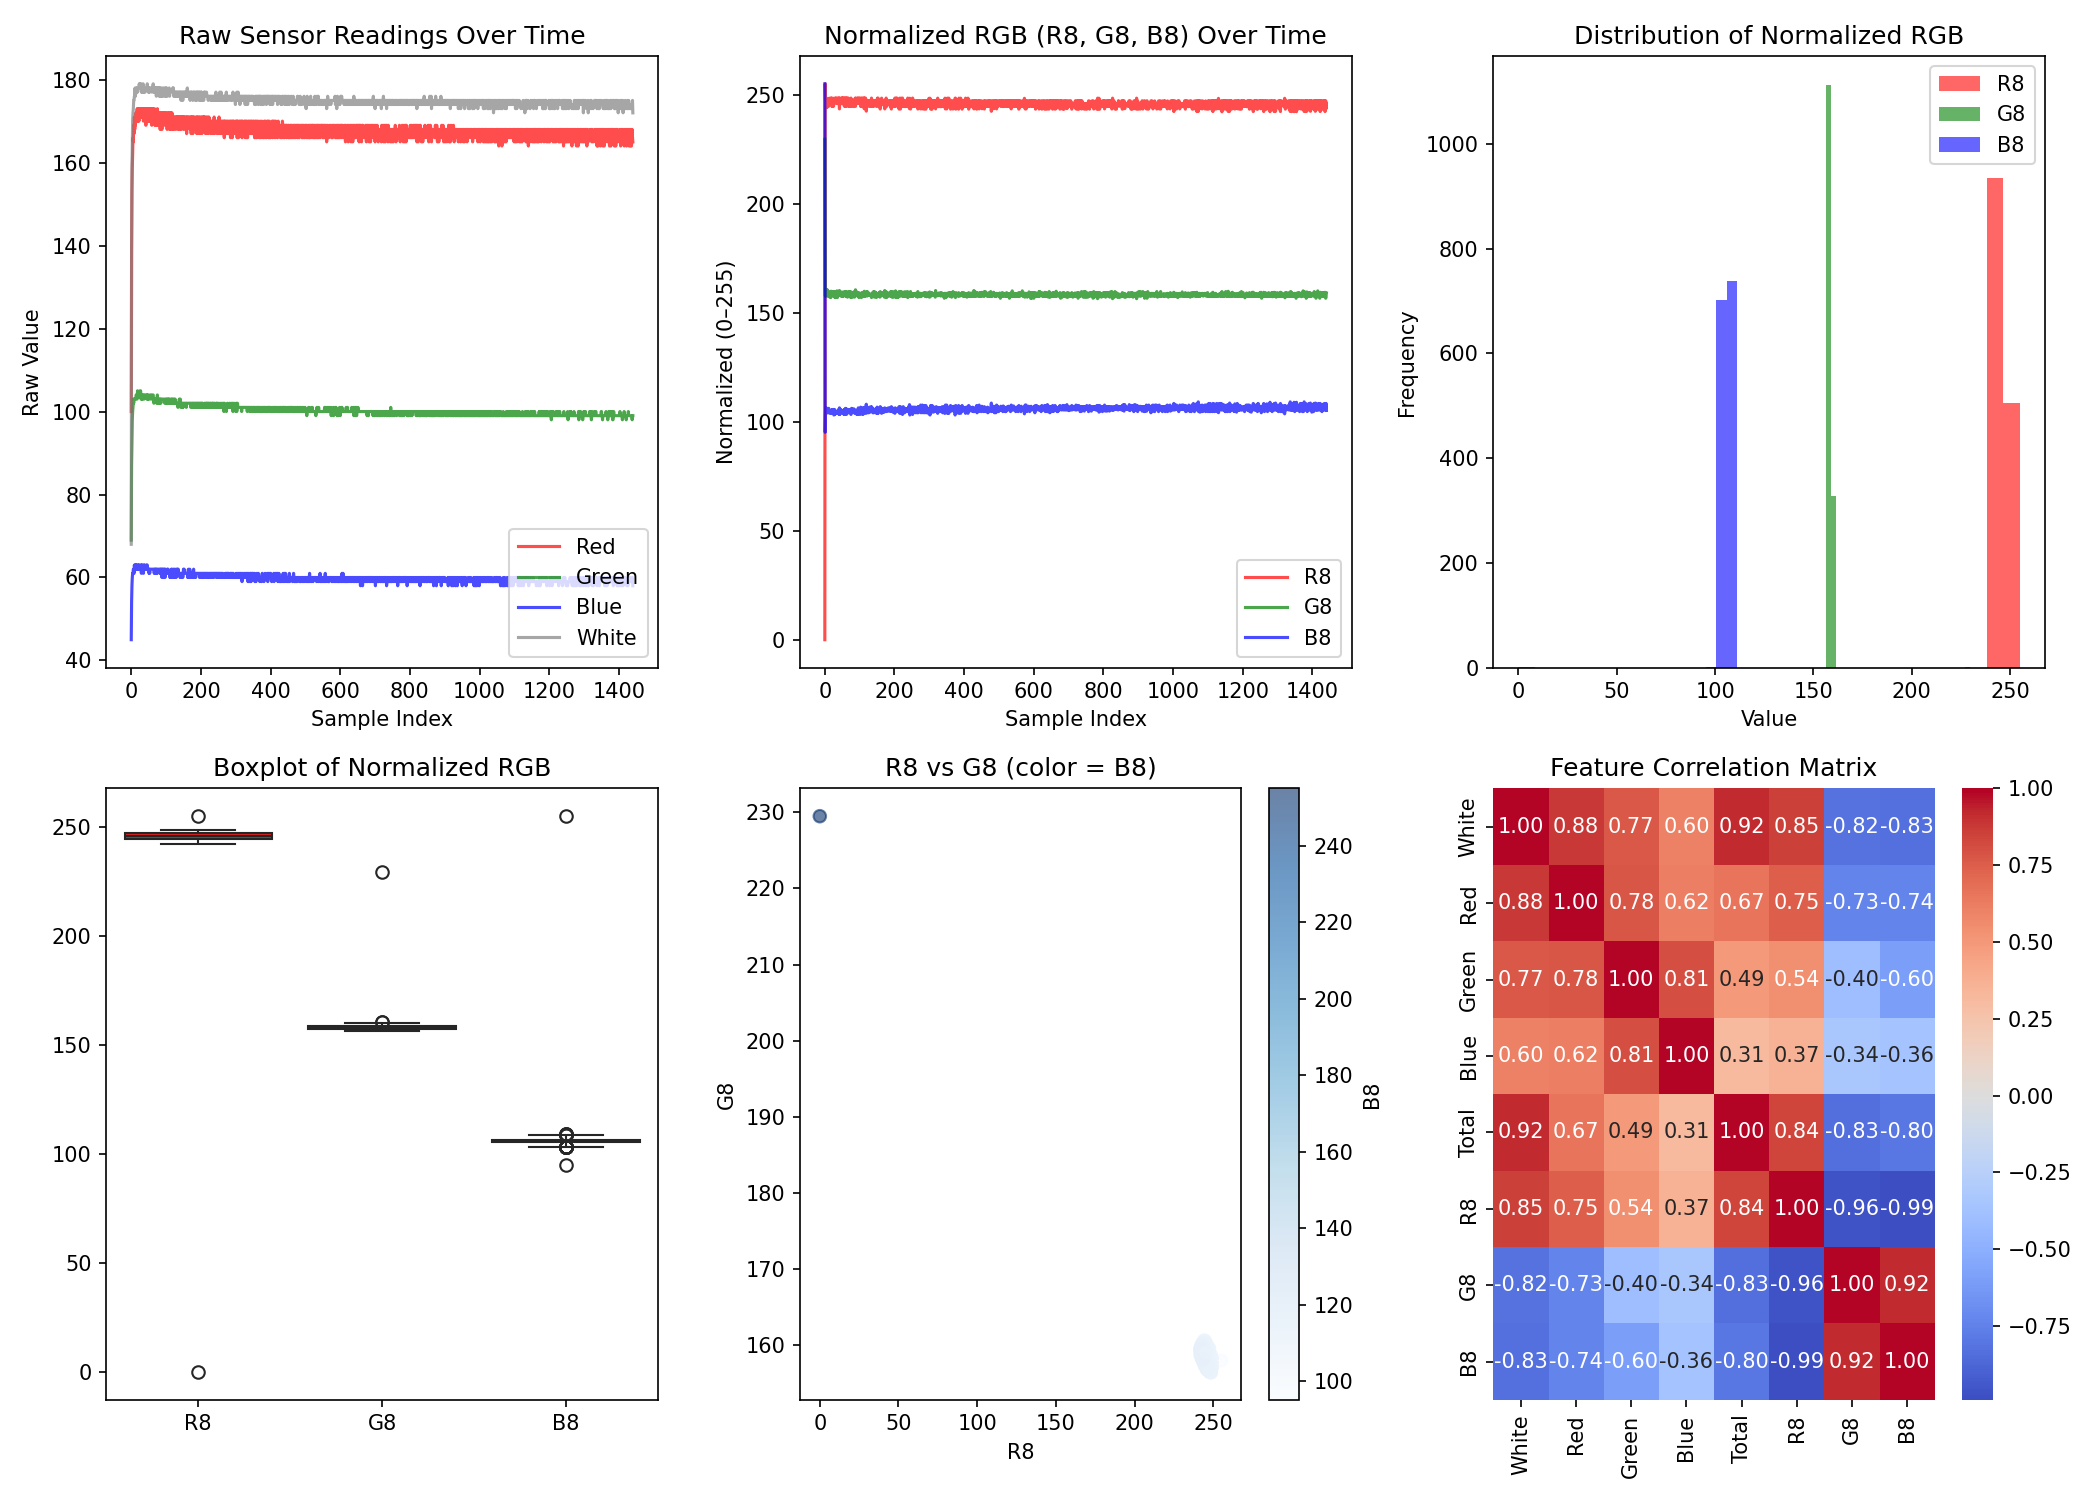 Raw Sensor Readings Over Time
Raw Value
180
160
140
120
100
80
60
40
0 200 400 600 800 1000 1200 1400
Sample Index
Red
Green
Blue
White
Normalized RGB (R8, G8, B8) Over Time
Normalized (0–255)
250
200
150
100
50
0
0 200 400 600 800 1000 1200 1400
Sample Index
R8
G8
B8
Distribution of Normalized RGB
Frequency
1000
800
600
400
200
0
0 50 100 150 200 250
Value
R8
G8
B8
Boxplot of Normalized RGB
250
200
150
100
50
0
R8 G8 B8
R8 vs G8 (color = B8)
G8
230
220
210
200
190
180
170
160
0 50 100 150 200 250
R8
240
220
200
180
160
140
120
100
B8
Feature Correlation Matrix
White 1.00 0.88 0.77 0.60 0.92 0.85 -0.82 -0.83
Red 0.88 1.00 0.78 0.62 0.67 0.75 -0.73 -0.74
Green 0.77 0.78 1.00 0.81 0.49 0.54 -0.40 -0.60
Blue 0.60 0.62 0.81 1.00 0.31 0.37 -0.34 -0.36
Total 0.92 0.67 0.49 0.31 1.00 0.84 -0.83 -0.80
R8 0.85 0.75 0.54 0.37 0.84 1.00 -0.96 -0.99
G8 -0.82 -0.73 -0.40 -0.34 -0.83 -0.96 1.00 0.92
B8 -0.83 -0.74 -0.60 -0.36 -0.80 -0.99 0.92 1.00
White Red Green Blue Total R8 G8 B8
1.00
0.75
0.50
0.25
0.00
−0.25
−0.50
−0.75